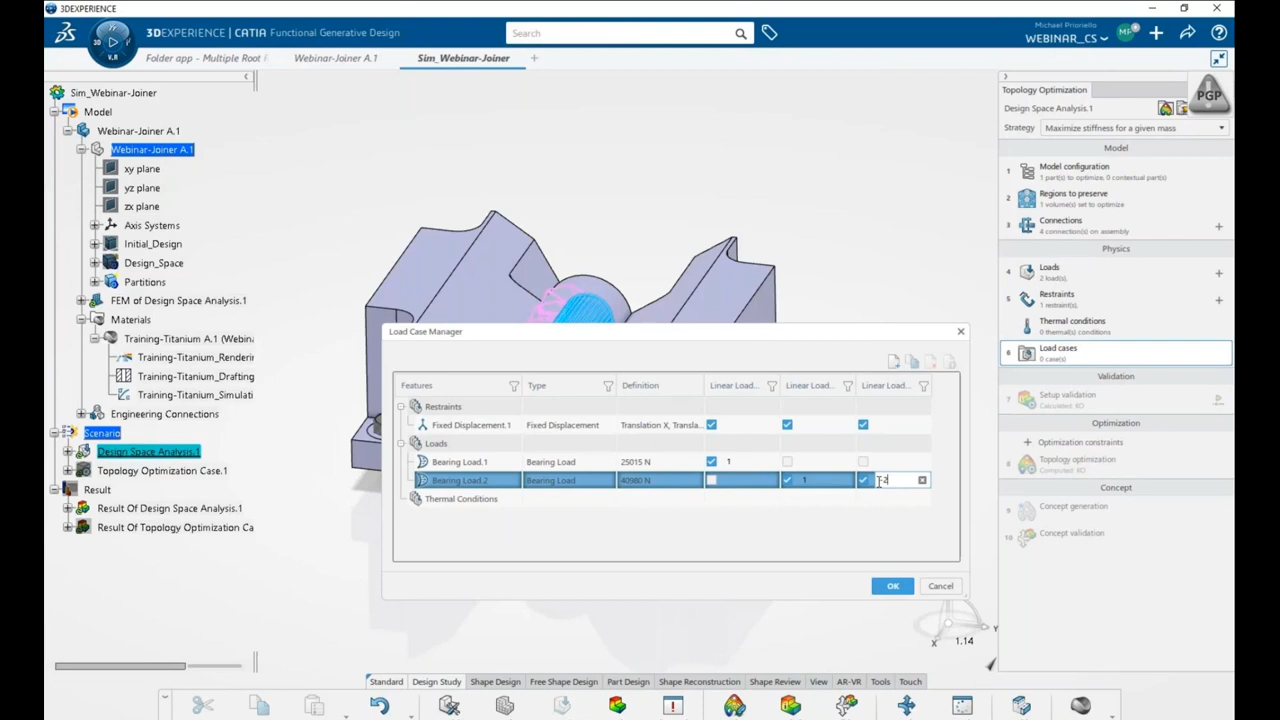 3DEXPERIENCE
3DEXPERIENCE | CATIA Functional Generative Design
Search
Michael Prioriello
WEBINAR_CS
MP
3D
V.R
Folder app - Multiple Root F
Webinar-Joiner A.1
Sim_Webinar-Joiner
Sim_Webinar-Joiner
Model
Webinar-Joiner A.1
Webinar-Joiner A.1
xy plane
yz plane
zx plane
Axis Systems
Initial_Design
Design_Space
Partitions
FEM of Design Space Analysis.1
Materials
Training-Titanium A.1 (Webina
Training-Titanium_Renderin
Training-Titanium_Drafting
Training-Titanium_Simulati
Engineering Connections
Scenario
Design Space Analysis.1
Topology Optimization Case.1
Result
Result Of Design Space Analysis.1
Result Of Topology Optimization Ca
Load Case Manager
Features Type Definition Linear Load... Linear Load... Linear Load...
Restraints
Fixed Displacement.1 Fixed Displacement Translation X, Transla...
Loads
Bearing Load.1 Bearing Load 25015 N 1
Bearing Load.2 Bearing Load 40980 N 1 -2
Thermal Conditions
OK Cancel
Y
X
1.14
Topology Optimization
PGP
Design Space Analysis.1
Strategy Maximize stiffness for a given mass
Model
1 Model configuration
1 part(s) to optimize, 0 contextual part(s)
2 Regions to preserve
1 volume(s) set to optimize
3 Connections
4 connection(s) on assembly
Physics
4 Loads
2 load(s),
5 Restraints
1 restraint(s),
Thermal conditions
0 thermal(s) conditions
6 Load cases
0 case(s)
Validation
7 Setup validation
Calculated: KO
Optimization
Optimization constraints
8 Topology optimization
Computed: KO
Concept
9 Concept generation
10 Concept validation
Standard Design Study Shape Design Free Shape Design Part Design Shape Reconstruction Shape Review View AR-VR Tools Touch